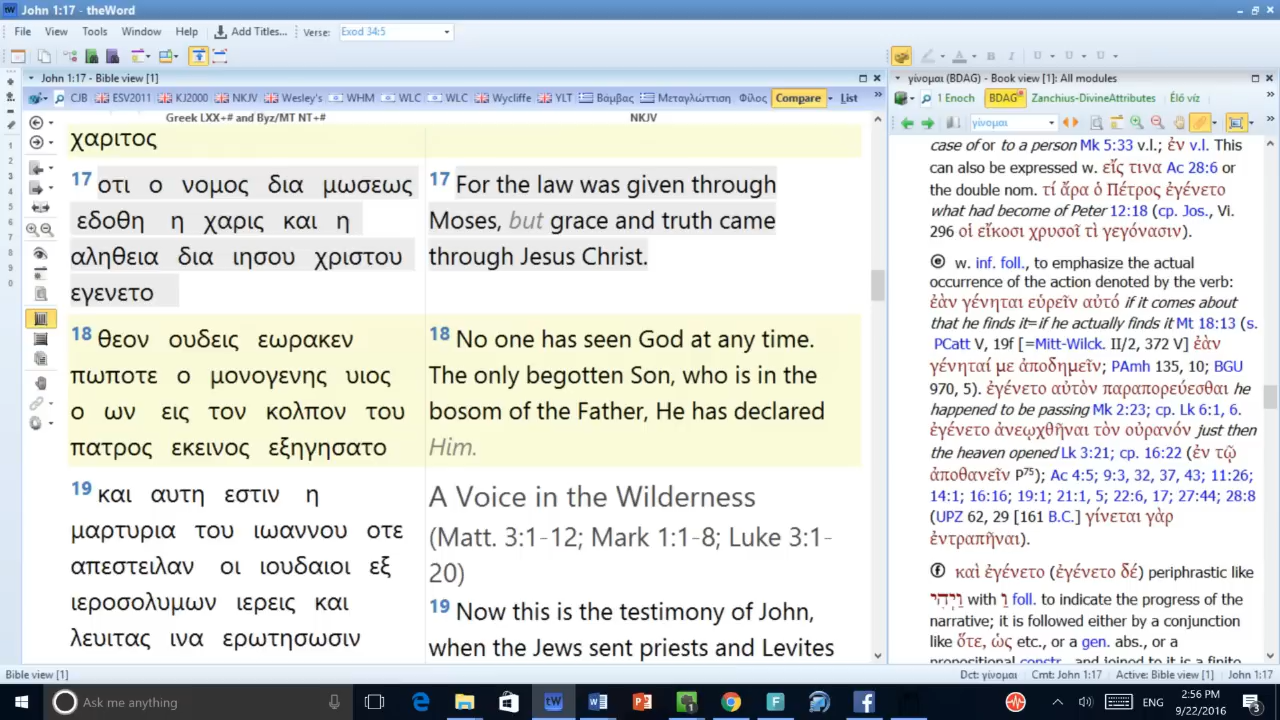 John 1:17 - theWord
File View Tools Window Help Add Titles... Verse: Exod 34:5
John 1:17 - Bible view [1]
CJB ESV2011 KJ2000 NKJV Wesley's WHM WLC WLC Wycliffe YLT Βάμβας Μεταγλώττιση Φίλος Compare List
Greek LXX+# and Byz/MT NT+# NKJV
χαριτος
17 οτι ο νομος δια μωσεως
εδοθη η χαρις και η
αληθεια δια ιησου χριστου
εγενετο
17 For the law was given through
Moses, but grace and truth came
through Jesus Christ.
18 θεον ουδεις εωρακεν
πωποτε ο μονογενης υιος
ο ων εις τον κολπον του
πατρος εκεινος εξηγησατο
18 No one has seen God at any time.
The only begotten Son, who is in the
bosom of the Father, He has declared
Him.
19 και αυτη εστιν η
μαρτυρια του ιωαννου οτε
απεστειλαν οι ιουδαιοι εξ
ιεροσολυμων ιερεις και
λευιτας ινα ερωτησωσιν
A Voice in the Wilderness
(Matt. 3:1-12; Mark 1:1-8; Luke 3:1-
20)
19 Now this is the testimony of John,
when the Jews sent priests and Levites
γίνομαι (BDAG) - Book view [1]: All modules
1 Enoch BDAG Zanchius-DivineAttributes Ἐλό νίζ
γίνομαι
case of or to a person Mk 5:33 v.l.; ἐν v.l. This
can also be expressed w. εἴς τινα Ac 28:6 or
the double nom. τί ἄρα ὁ Πέτρος ἐγένετο
what had become of Peter 12:18 (cp. Jos., Vi.
296 οἱ εἴκοσι χρυσοῖ τὶ γεγόνασιν).
ⓔ w. inf. foll., to emphasize the actual
occurrence of the action denoted by the verb:
ἐὰν γένηται εὑρεῖν αὐτό if it comes about
that he finds it=if he actually finds it Mt 18:13 (s.
PCatt V, 19f [=Mitt-Wilck. II/2, 372 V] ἐὰν
γένηταί με ἀποδημεῖν; PAmh 135, 10; BGU
970, 5). ἐγένετο αὐτὸν παραπορεύεσθαι he
happened to be passing Mk 2:23; cp. Lk 6:1, 6.
ἐγένετο ἀνεῳχθῆναι τὸν οὐρανόν just then
the heaven opened Lk 3:21; cp. 16:22 (ἐν τῷ
ἀποθανεῖν P75); Ac 4:5; 9:3, 32, 37, 43; 11:26;
14:1; 16:16; 19:1; 21:1, 5; 22:6, 17; 27:44; 28:8
(UPZ 62, 29 [161 B.C.] γίνεται γὰρ
ἐντραπῆναι).
ⓕ καὶ ἐγένετο (ἐγένετο δέ) periphrastic like
וַיְהִי with וַ foll. to indicate the progress of the
narrative; it is followed either by a conjunction
like ὅτε, ὡς etc., or a gen. abs., or a
prepositional constr., and joined to it is a finite
Bible view [1] Dct: γίνομαι Cmt: John 1:17 Active: Bible view [1] John 1:17
Ask me anything
ENG
2:56 PM
9/22/2016